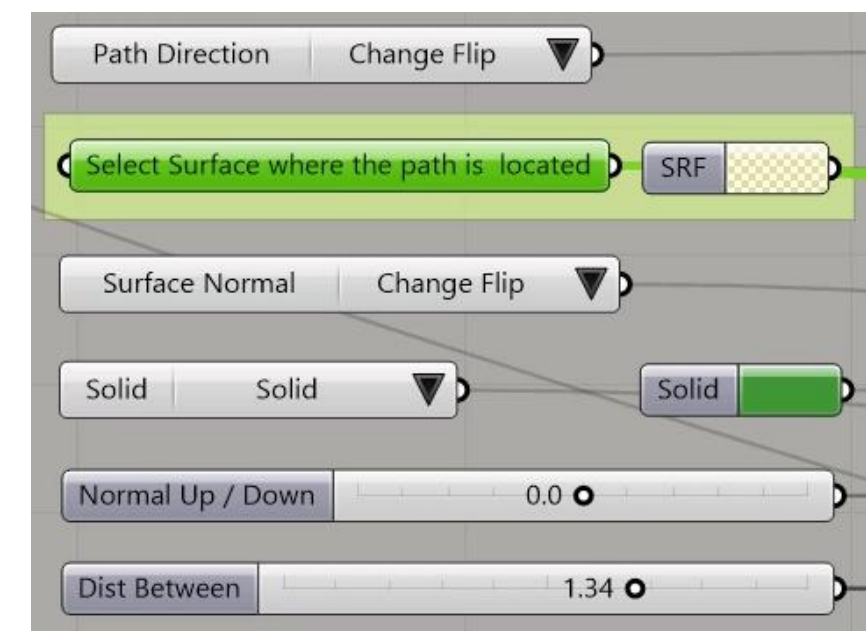 Path Direction Change Flip
Select Surface where the path is located SRF
Surface Normal Change Flip
Solid Solid Solid
Normal Up / Down 0.0
Dist Between 1.34